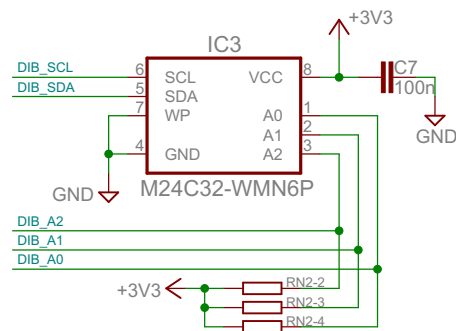 +3V3
IC3
DIB_SCL 6 SCL VCC 8 C7
DIB_SDA 5 SDA 100n
7 WP A0 1
A1 2 GND
4 GND A2 3
GND M24C32-WMN6P
DIB_A2
DIB_A1
DIB_A0
+3V3 RN2-2
RN2-3
RN2-4